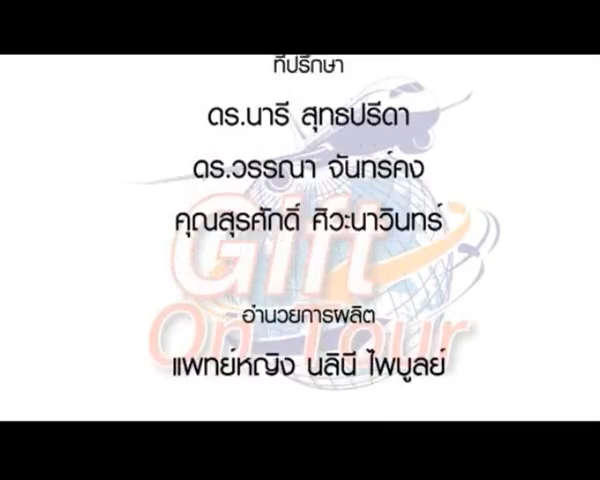 ที่ปรึกษา
ดร.นารี สุทธปรีดา
ดร.วรรณา จันทร์คง
คุณสุรศักดิ์ ศิวะนาวินทร์
Gift
On Tour
อำนวยการผลิต
แพทย์หญิง นลินี ไพบูลย์